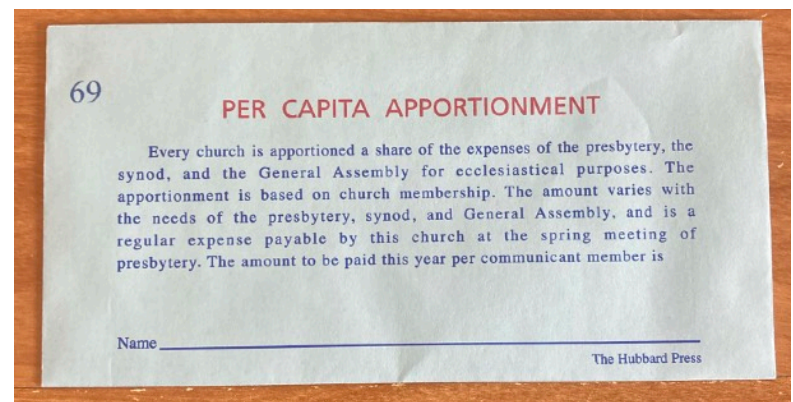 69
PER CAPITA APPORTIONMENT
Every church is apportioned a share of the expenses of the presbytery, the
synod, and the General Assembly for ecclesiastical purposes. The
apportionment is based on church membership. The amount varies with
the needs of the presbytery, synod, and General Assembly, and is a
regular expense payable by this church at the spring meeting of
presbytery. The amount to be paid this year per communicant member is
Name
The Hubbard Press